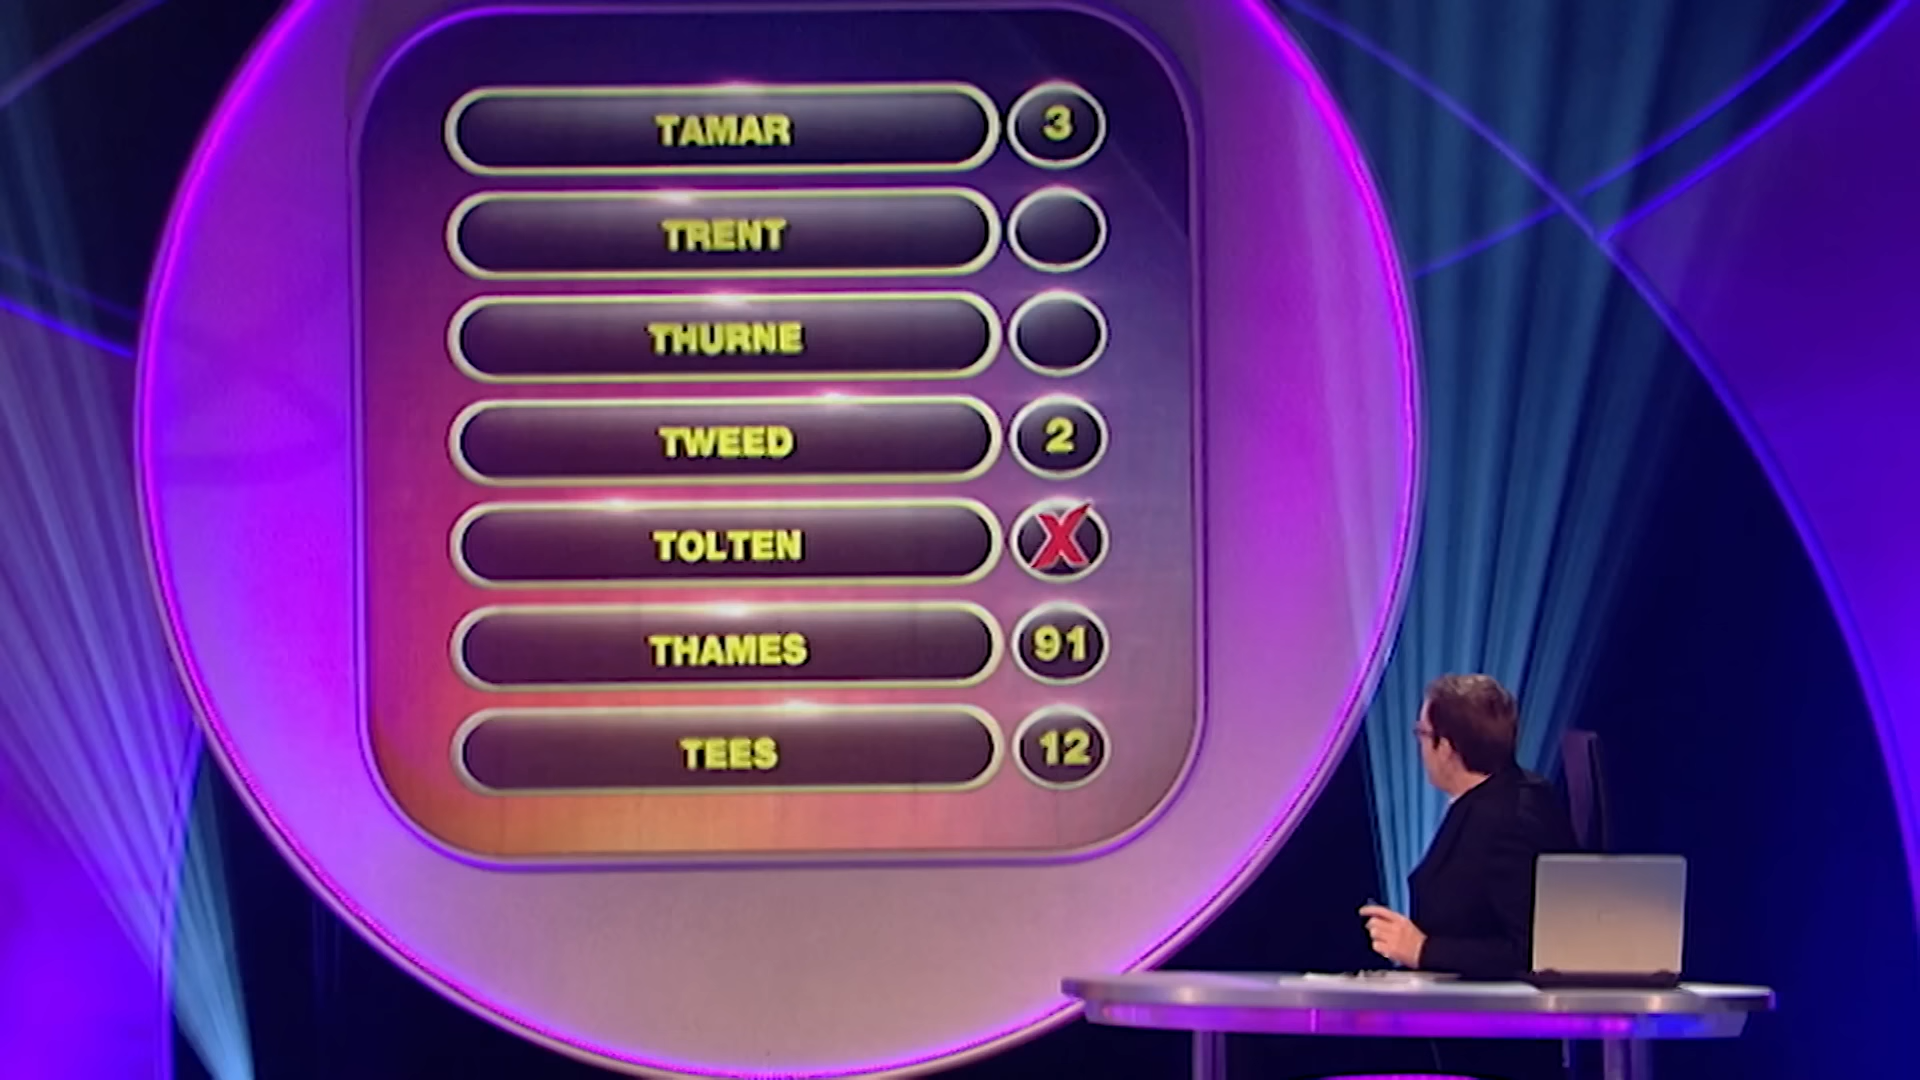 TAMAR 3
TRENT
THURNE
TWEED 2
TOLTEN X
THAMES 91
TEES 12